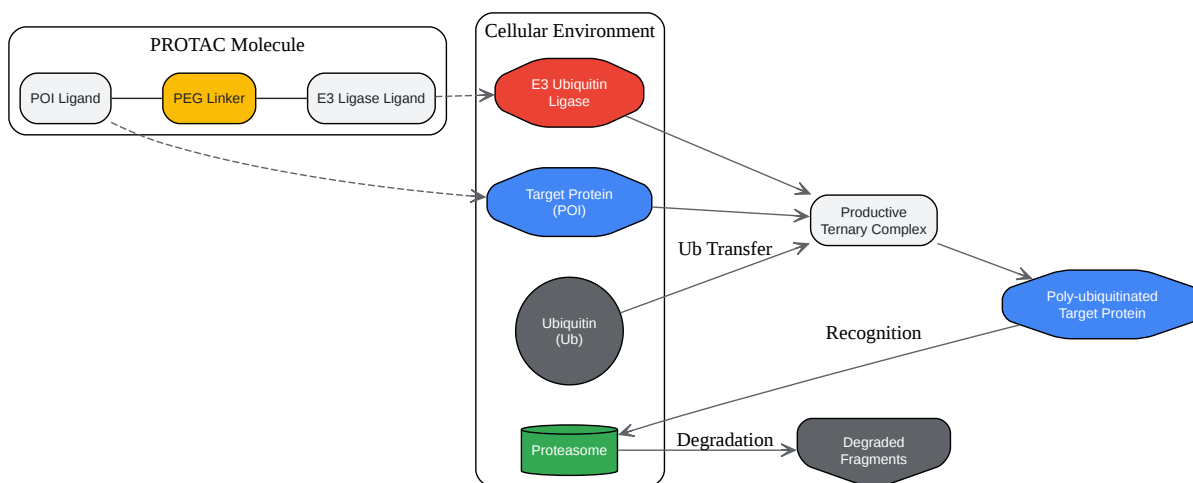 PROTAC Molecule
POI Ligand
PEG Linker
E3 Ligase Ligand
Cellular Environment
E3 Ubiquitin
Ligase
Target Protein
(POI)
Ubiquitin
(Ub)
Proteasome
Ub Transfer
Productive
Ternary Complex
Poly-ubiquitinated
Target Protein
Recognition
Degradation
Degraded
Fragments